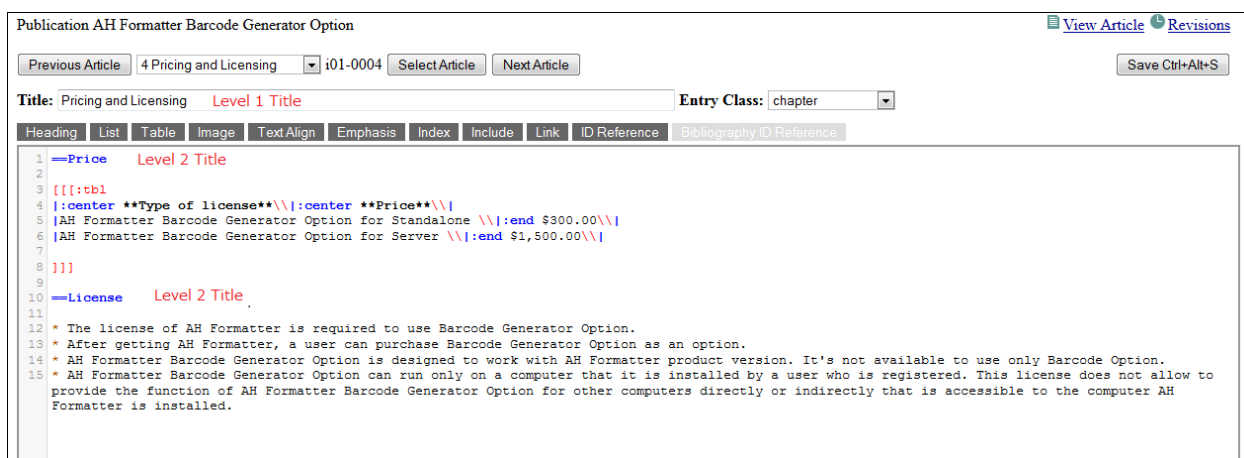 Publication AH Formatter Barcode Generator Option View Article Revisions
Previous Article 4 Pricing and Licensing i01-0004 Select Article Next Article Save Ctrl+Alt+S
Title: Pricing and Licensing Level 1 Title Entry Class: chapter
Heading List Table Image Text Align Emphasis Index Include Link ID Reference Bibliography ID Reference
1 ==Price Level 2 Title
2
3 [[[:tbl
4 |:center **Type of license**\\|:center **Price**\\|
5 |AH Formatter Barcode Generator Option for Standalone \\|:end $300.00\\|
6 |AH Formatter Barcode Generator Option for Server \\|:end $1,500.00\\|
7
8 ]]]
9
10 ==License Level 2 Title
11
12 * The license of AH Formatter is required to use Barcode Generator Option.
13 * After getting AH Formatter, a user can purchase Barcode Generator Option as an option.
14 * AH Formatter Barcode Generator Option is designed to work with AH Formatter product version. It's not available to use only Barcode Option.
15 * AH Formatter Barcode Generator Option can run only on a computer that it is installed by a user who is registered. This license does not allow to
provide the function of AH Formatter Barcode Generator Option for other computers directly or indirectly that is accessible to the computer AH
Formatter is installed.